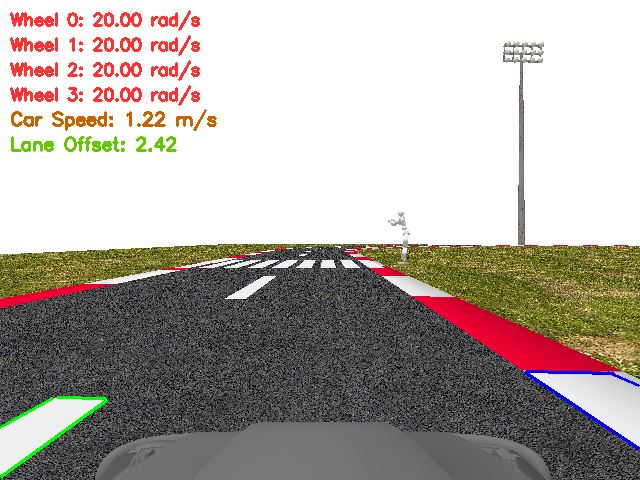 Wheel 0: 20.00 rad/s
Wheel 1: 20.00 rad/s
Wheel 2: 20.00 rad/s
Wheel 3: 20.00 rad/s
Car Speed: 1.22 m/s
Lane Offset: 2.42